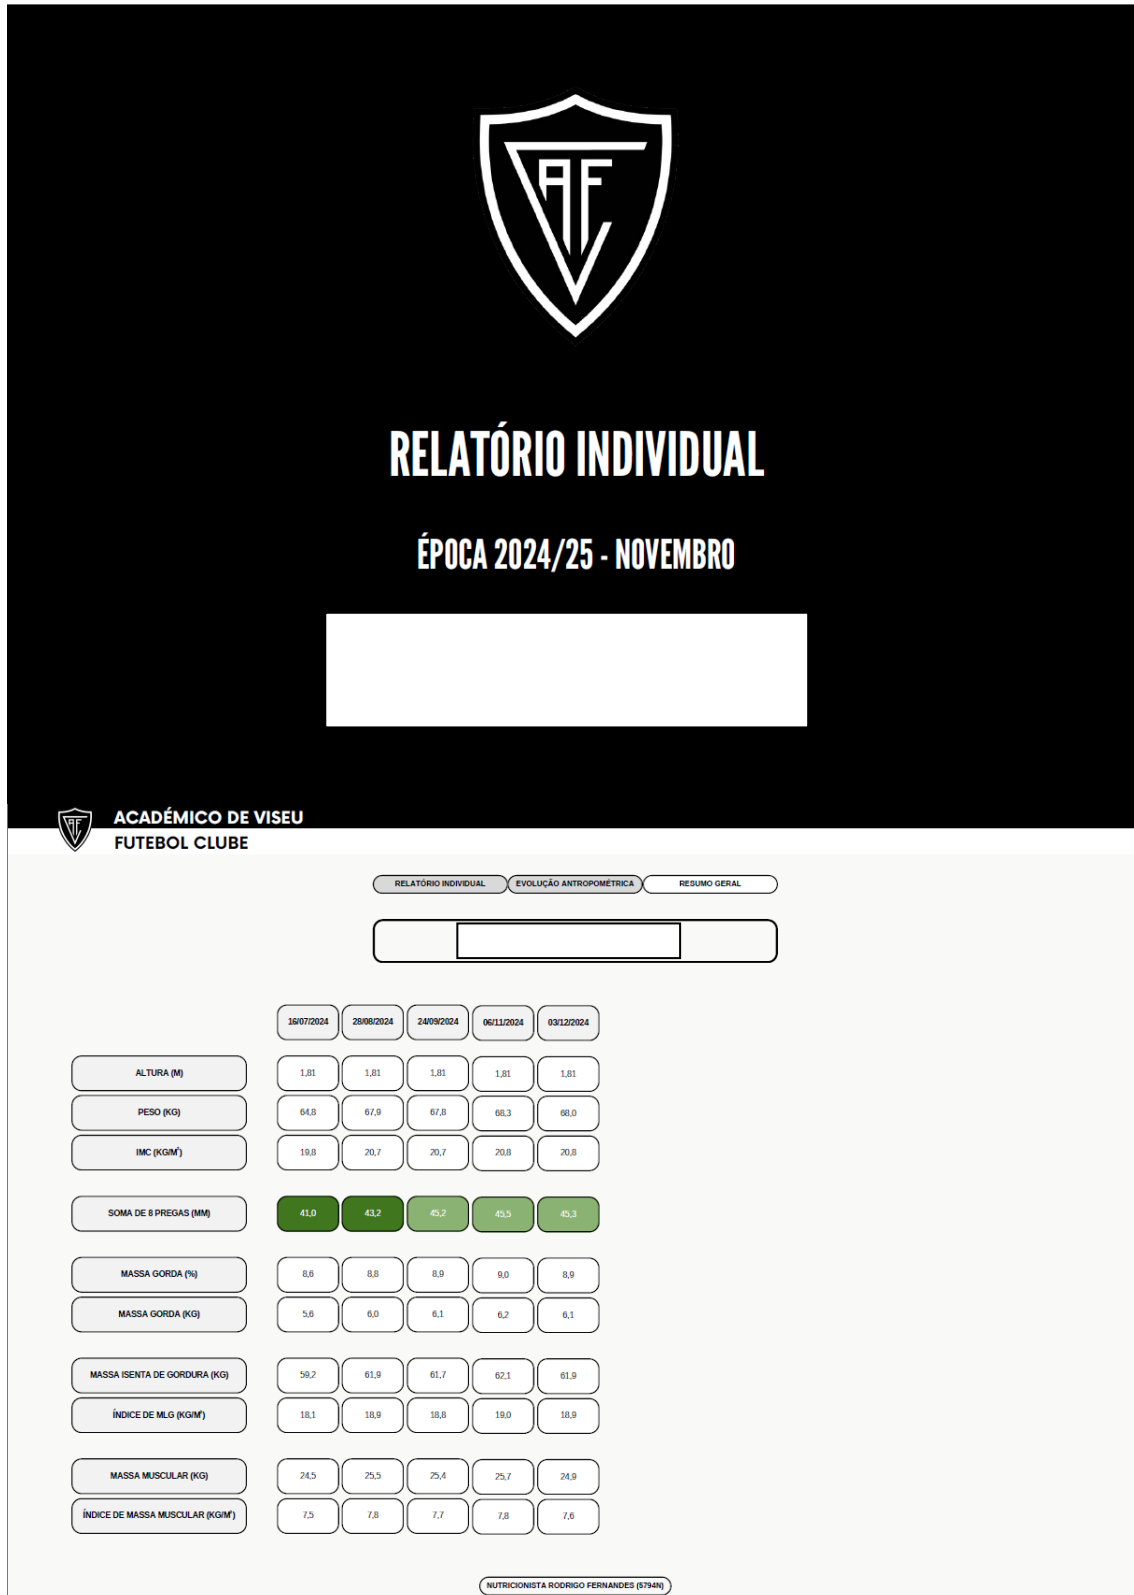 RELATÓRIO INDIVIDUAL
ÉPOCA 2024/25 - NOVEMBRO
ACADÉMICO DE VISEU
FUTEBOL CLUBE
RELATÓRIO INDIVIDUAL EVOLUÇÃO ANTROPOMÉTRICA RESUMO GERAL
16/07/2024 28/08/2024 24/09/2024 06/11/2024 03/12/2024
ALTURA (M) 1,81 1,81 1,81 1,81 1,81
PESO (KG) 64,8 67,9 67,8 68,3 68,0
IMC (KG/M²) 19,8 20,7 20,7 20,8 20,8
SOMA DE 8 PREGAS (MM) 41,0 43,2 45,2 45,5 45,3
MASSA GORDA (%) 8,6 8,8 8,9 9,0 8,9
MASSA GORDA (KG) 5,6 6,0 6,1 6,2 6,1
MASSA ISENTA DE GORDURA (KG) 59,2 61,9 61,7 62,1 61,9
ÍNDICE DE MLG (KG/M²) 18,1 18,9 18,8 19,0 18,9
MASSA MUSCULAR (KG) 24,5 25,5 25,4 25,7 24,9
ÍNDICE DE MASSA MUSCULAR (KG/M²) 7,5 7,8 7,7 7,8 7,6
NUTRICIONISTA RODRIGO FERNANDES (5794N)